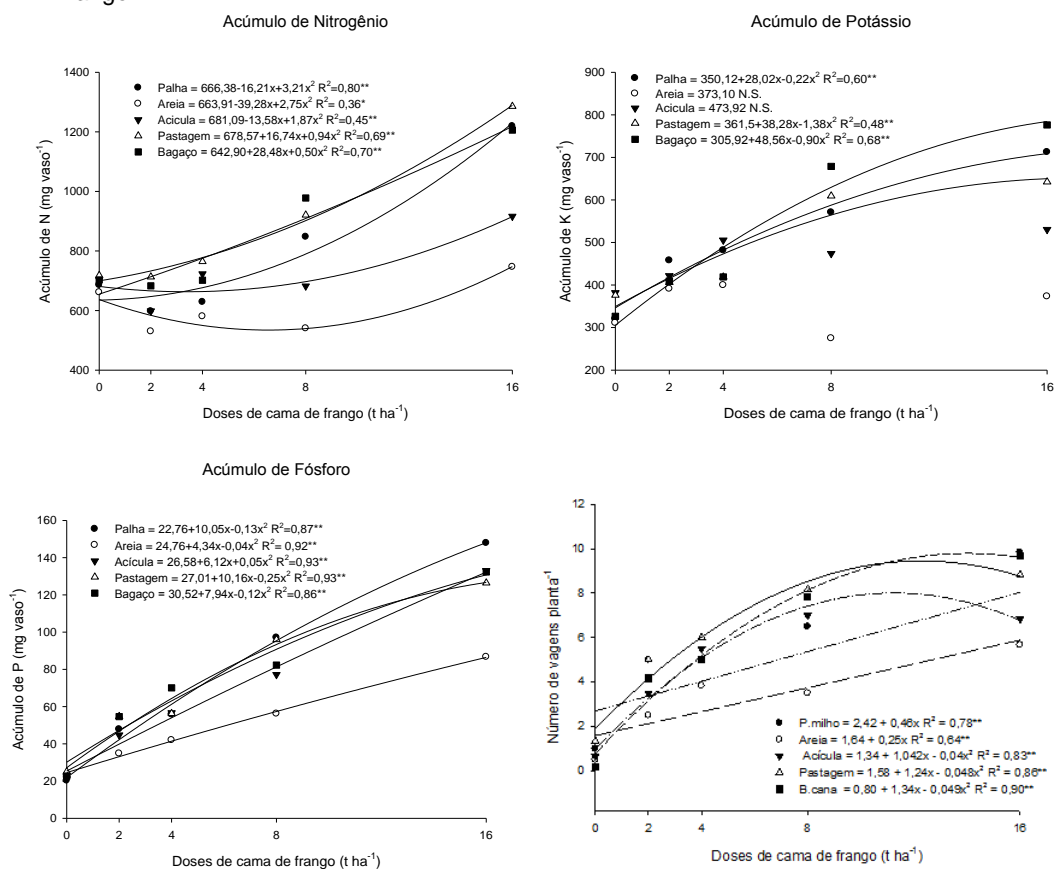 Acúmulo de Nitrogênio
1400
1200
1000
800
600
400
Acúmulo de N (mg vaso⁻¹)
Palha = 666,38-16,21x+3,21x² R²=0,80**
Areia = 663,91-39,28x+2,75x² R²= 0,36*
Acicula = 681,09-13,58x+1,87x² R²=0,45**
Pastagem = 678,57+16,74x+0,94x² R²=0,69**
Bagaço = 642,90+28,48x+0,50x² R²=0,70**
0 2 4 8 16
Doses de cama de frango (t ha⁻¹)
Acúmulo de Potássio
900
800
700
600
500
400
300
200
Acúmulo de K (mg vaso⁻¹)
Palha = 350,12+28,02x-0,22x² R²=0,60**
Areia = 373,10 N.S.
Acicula = 473,92 N.S.
Pastagem = 361,5+38,28x-1,38x² R²=0,48**
Bagaço = 305,92+48,56x-0,90x² R²= 0,68**
0 2 4 8 16
Doses de cama de frango (t ha⁻¹)
Acúmulo de Fósforo
160
140
120
100
80
60
40
20
0
Acúmulo de P (mg vaso⁻¹)
Palha = 22,76+10,05x-0,13x² R²=0,87**
Areia = 24,76+4,34x-0,04x² R²= 0,92**
Acícula = 26,58+6,12x+0,05x² R²=0,93**
Pastagem = 27,01+10,16x-0,25x² R²=0,93**
Bagaço = 30,52+7,94x-0,12x² R²=0,86**
0 2 4 8 16
Doses de cama de frango (t ha⁻¹)
12
10
8
6
4
2
0
Número de vagens planta⁻¹
P.milho = 2,42 + 0,46x R² = 0,78**
Areia = 1,64 + 0,25x R² = 0,64**
Acícula = 1,34 + 1,042x - 0,04x² R² = 0,83**
Pastagem = 1,58 + 1,24x - 0,048x² R² = 0,86**
B.cana = 0,80 + 1,34x - 0,049x² R² = 0,90**
0 2 4 8 16
Doses de cama de frango (t ha⁻¹)